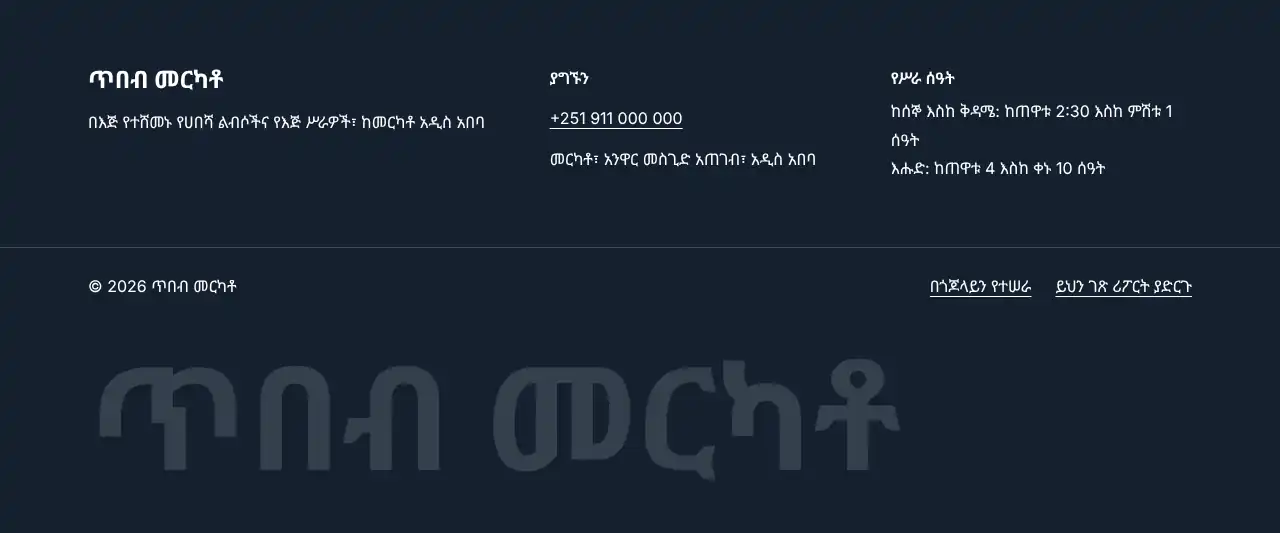 ጥበብ መርካቶ
በእጅ የተሸመኑ የሀበሻ ልብሶችና የእጅ ሥራዎች፣ ከመርካቶ አዲስ አበባ
ያግኙን
+251 911 000 000
መርካቶ፣ አንዋር መስጊድ አጠገብ፣ አዲስ አበባ
የሥራ ሰዓት
ከሰኞ እስከ ቅዳሜ: ከጠዋቱ 2:30 እስከ ምሽቱ 1
ሰዓት
እሑድ: ከጠዋቱ 4 እስከ ቀኑ 10 ሰዓት
© 2026 ጥበብ መርካቶ
በጎጆላይን የተሠራ
ይህን ገጽ ሪፖርት ያድርጉ
ጥበብ መርካቶ